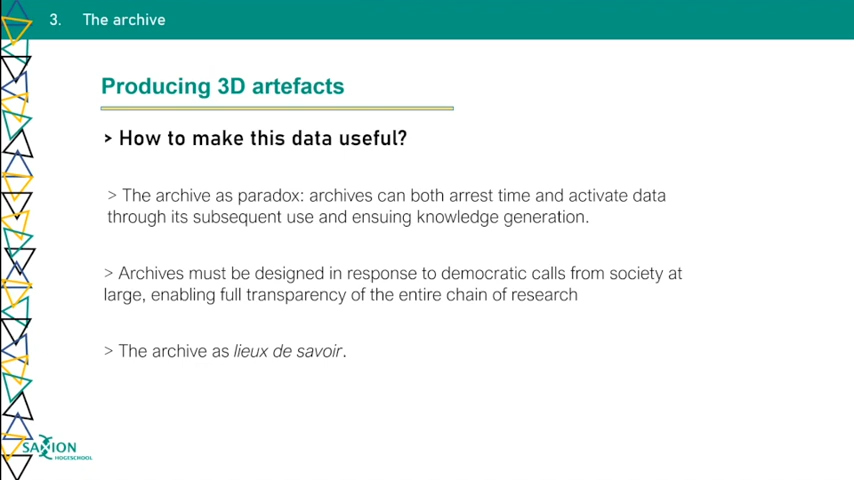 3. The archive
Producing 3D artefacts
> How to make this data useful?
> The archive as paradox: archives can both arrest time and activate data
through its subsequent use and ensuing knowledge generation.
> Archives must be designed in response to democratic calls from society at
large, enabling full transparency of the entire chain of research
> The archive as lieux de savoir.
SAXION
HOGESCHOOL